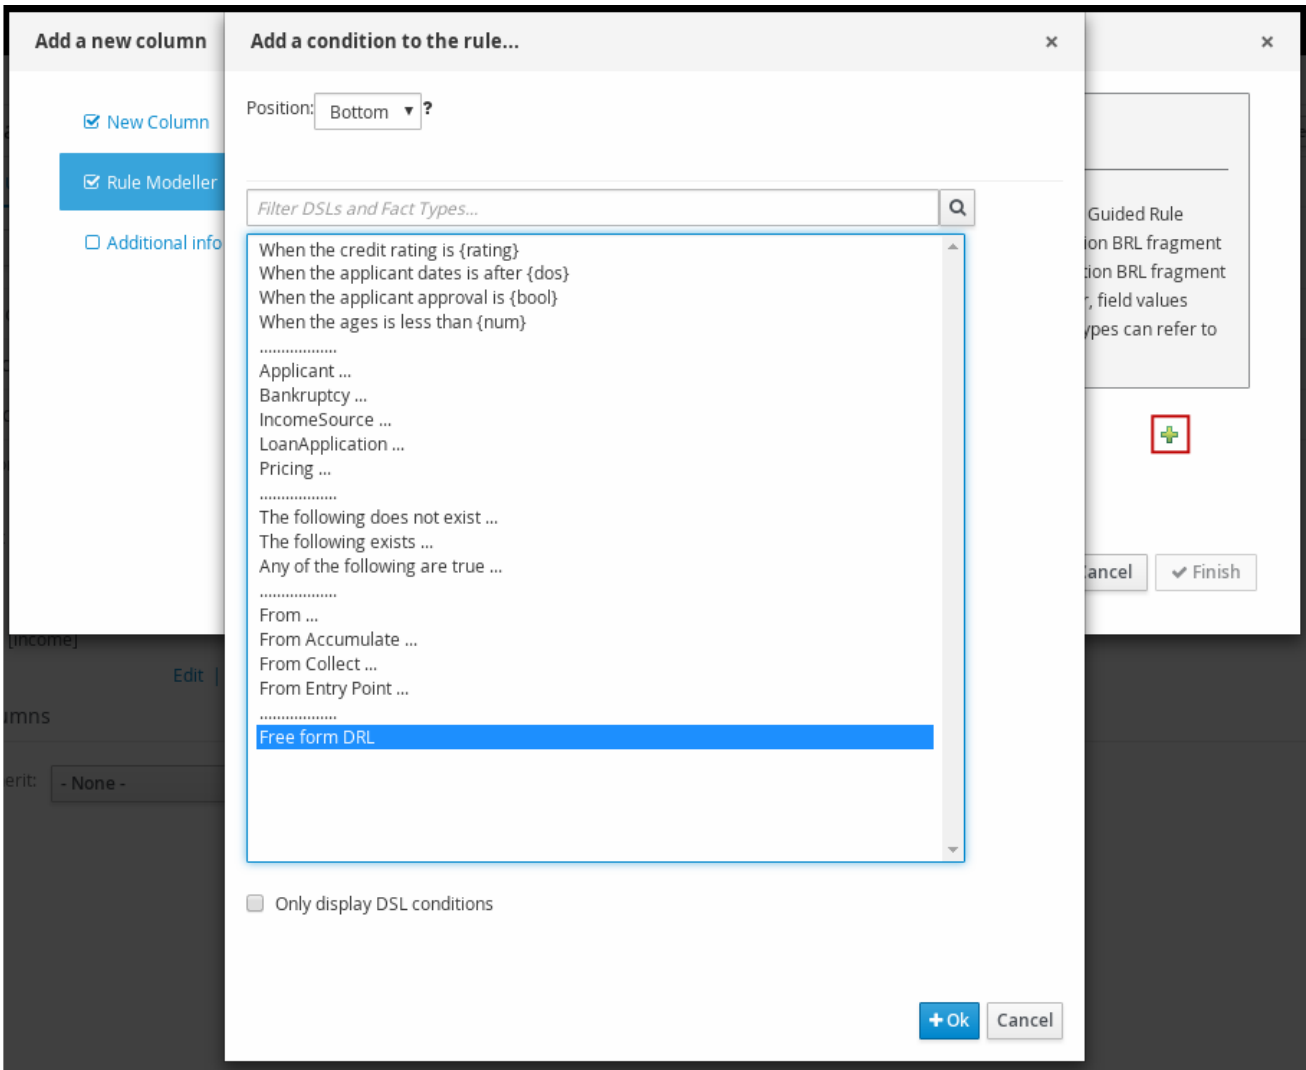 Add a new column
Add a condition to the rule...
×
×
Position:
Bottom
?
New Column
Rule Modeller
Additional info
Filter DSLs and Fact Types...
When the credit rating is {rating}
When the applicant dates is after {dos}
When the applicant approval is {bool}
When the ages is less than {num}
..................
Applicant ...
Bankruptcy ...
IncomeSource ...
LoanApplication ...
Pricing ...
..................
The following does not exist ...
The following exists ...
Any of the following are true ...
..................
From ...
From Accumulate ...
From Collect ...
From Entry Point ...
..................
Free form DRL
Only display DSL conditions
+ Ok
Cancel
Guided Rule
ion BRL fragment
tion BRL fragment
, field values
ypes can refer to
ancel
Finish
[income]
Edit |
umns
erit:
- None -